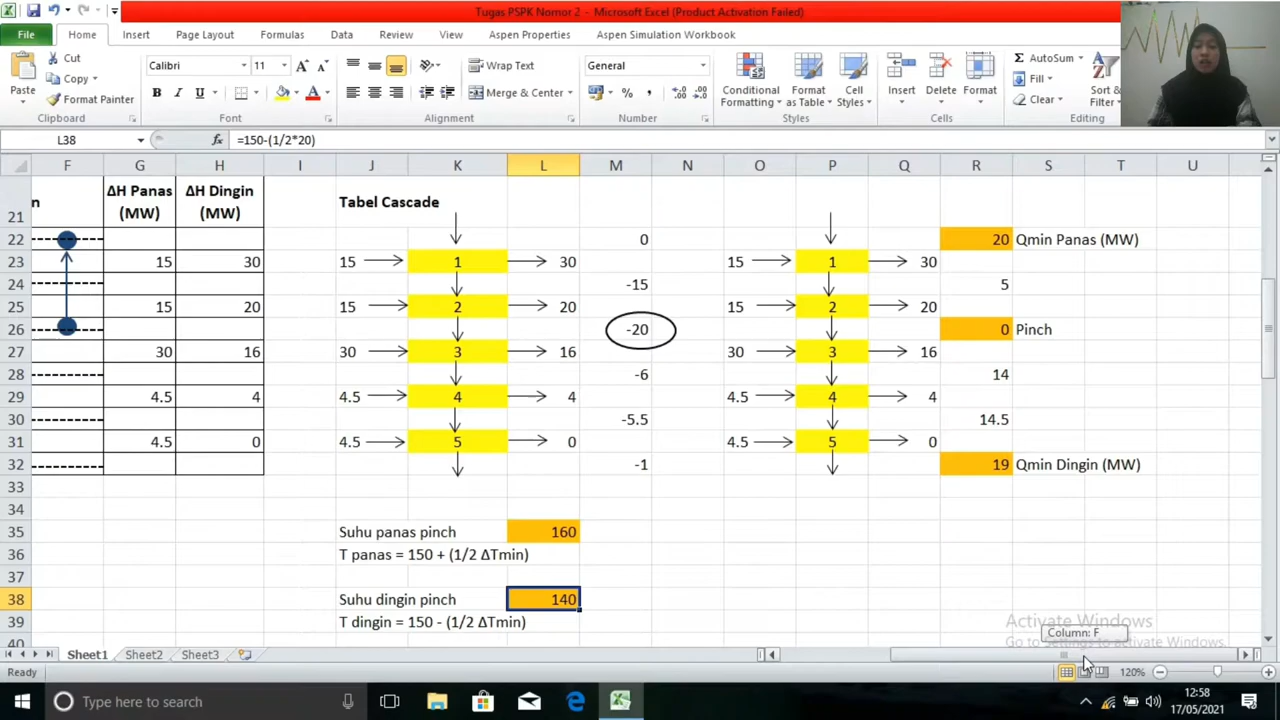 Tugas PSPK Nomor 2 - Microsoft Excel (Product Activation Failed)
File Home Insert Page Layout Formulas Data Review View Aspen Properties Aspen Simulation Workbook
Paste
Cut
Copy
Format Painter
Clipboard
Calibri 11
B I U
Font
Wrap Text
Merge & Center
Alignment
General
Number
Conditional Formatting
Format as Table
Cell Styles
Styles
Insert Delete Format
Cells
AutoSum
Fill
Clear
Sort & Filter
Editing
L38 fx =150-(1/2*20)
F G H I J K L M N O P Q R S T U
21 n ΔH Panas (MW) ΔH Dingin (MW) Tabel Cascade
22 0 20 Qmin Panas (MW)
23 15 30 15 1 30 15 1 30
24 -15 5
25 15 20 15 2 20 15 2 20
26 -20 0 Pinch
27 30 16 30 3 16 30 3 16
28 -6 14
29 4.5 4 4.5 4 4 4.5 4 4
30 -5.5 14.5
31 4.5 0 4.5 5 0 4.5 5 0
32 -1 19 Qmin Dingin (MW)
33
34
35 Suhu panas pinch 160
36 T panas = 150 + (1/2 ΔTmin)
37
38 Suhu dingin pinch 140
39 T dingin = 150 - (1/2 ΔTmin)
40
Activate Windows
Go to Settings to activate Windows.
Column: F
Sheet1 Sheet2 Sheet3
Ready 120%
Type here to search
12:58
17/05/2021